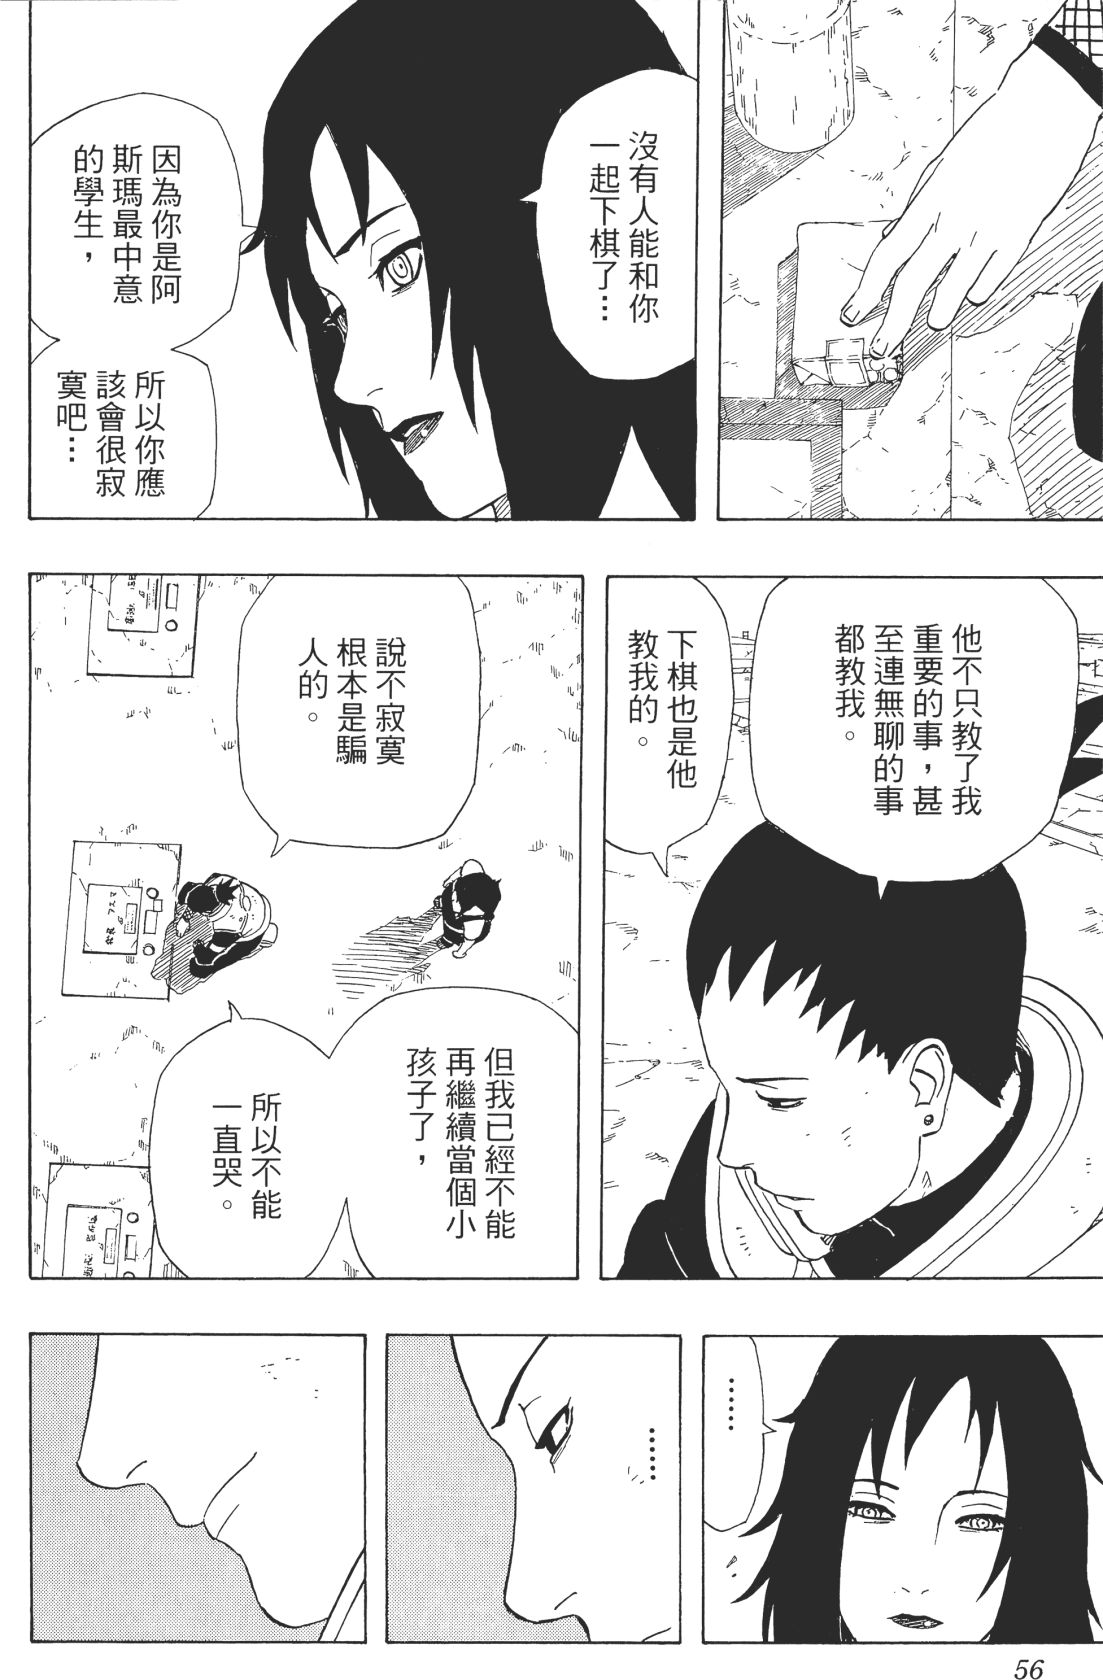 沒有人能和你
一起下棋了…
因為你是阿
斯瑪最中意
的學生，
所以你應
該會很寂
寞吧…
他不只教了我
重要的事，甚
至連無聊的事
都教我。
下棋也是他
教我的。
說不寂寞
根本是騙
人的。
但我已經不能
再繼續當個小
孩子了，
所以不能
一直哭。
……
……
56